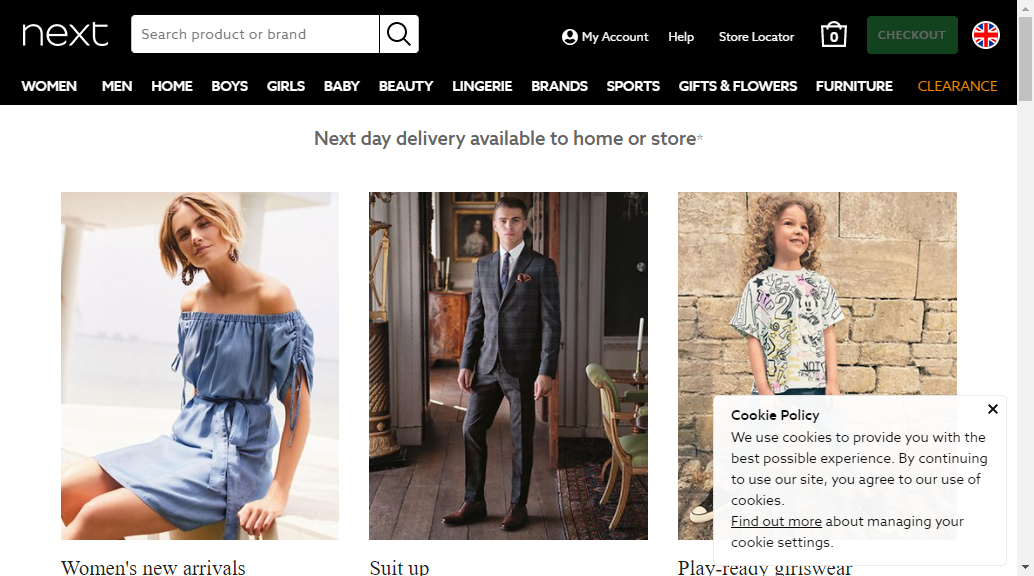 next
Search product or brand
My Account
Help
Store Locator
0
CHECKOUT
WOMEN MEN HOME BOYS GIRLS BABY BEAUTY LINGERIE BRANDS SPORTS GIFTS & FLOWERS FURNITURE CLEARANCE
Next day delivery available to home or store*
2
NOT
Cookie Policy
We use cookies to provide you with the
best possible experience. By continuing
to use our site, you agree to our use of
cookies.
Find out more about managing your
cookie settings.
Women's new arrivals
Suit up
Play-ready girlswear